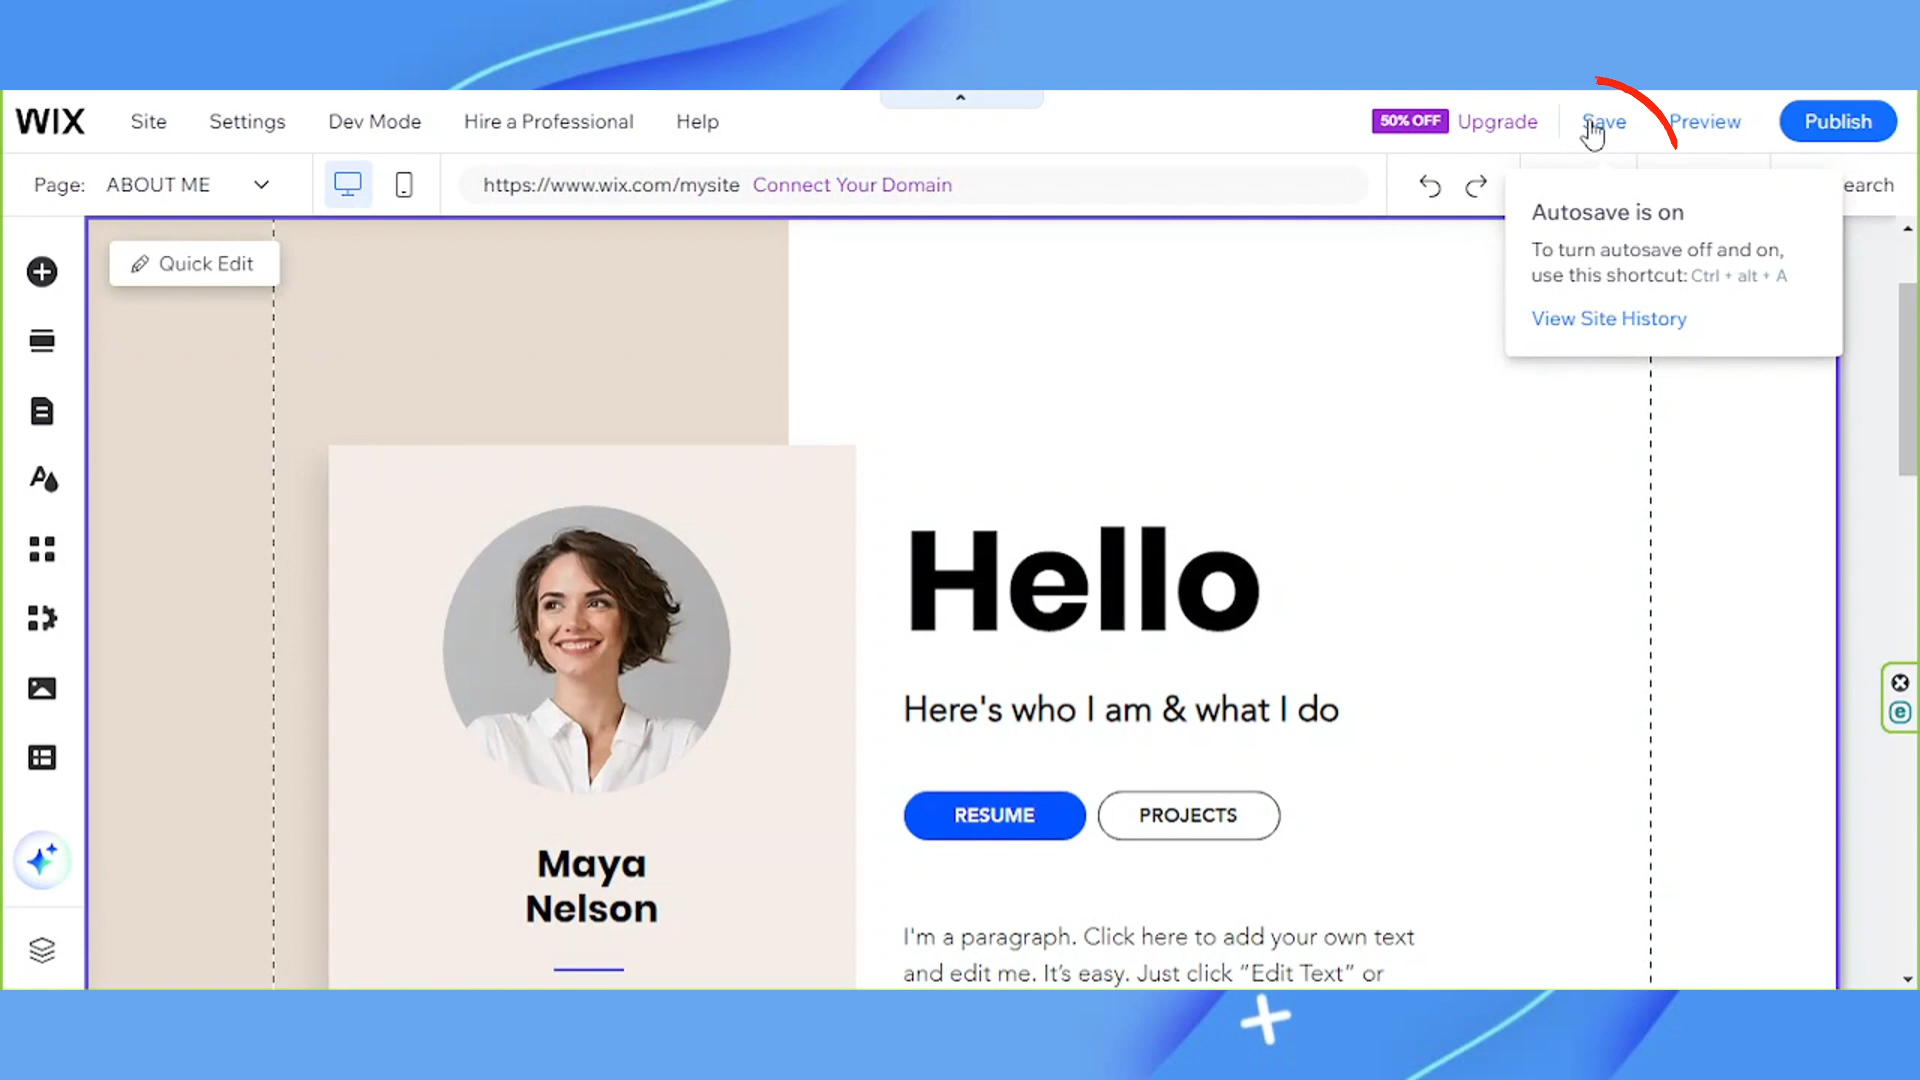 WIX Site Settings Dev Mode Hire a Professional Help 50% OFF Upgrade Save Preview Publish
Page: ABOUT ME https://www.wix.com/mysite Connect Your Domain earch
Quick Edit
Autosave is on
To turn autosave off and on,
use this shortcut: Ctrl + alt + A
View Site History
Hello
Here's who I am & what I do
RESUME PROJECTS
Maya
Nelson
I'm a paragraph. Click here to add your own text
and edit me. It's easy. Just click “Edit Text” or